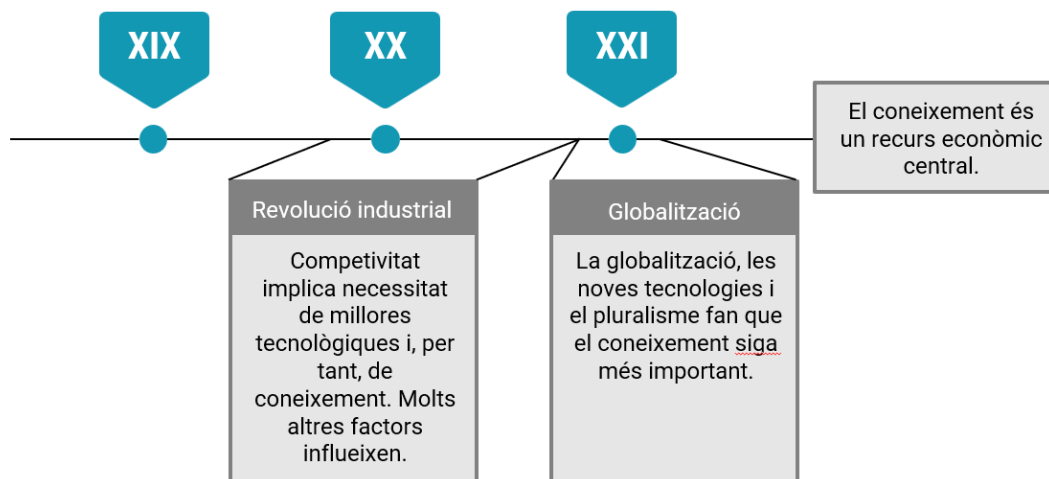 XIX
XX
XXI
El coneixement és
un recurs econòmic
central.
Revolució industrial
Competivitat
implica necessitat
de millores
tecnològiques i, per
tant, de
coneixement. Molts
altres factors
influeixen.
Globalització
La globalització, les
noves tecnologies i
el pluralisme fan que
el coneixement siga
més important.